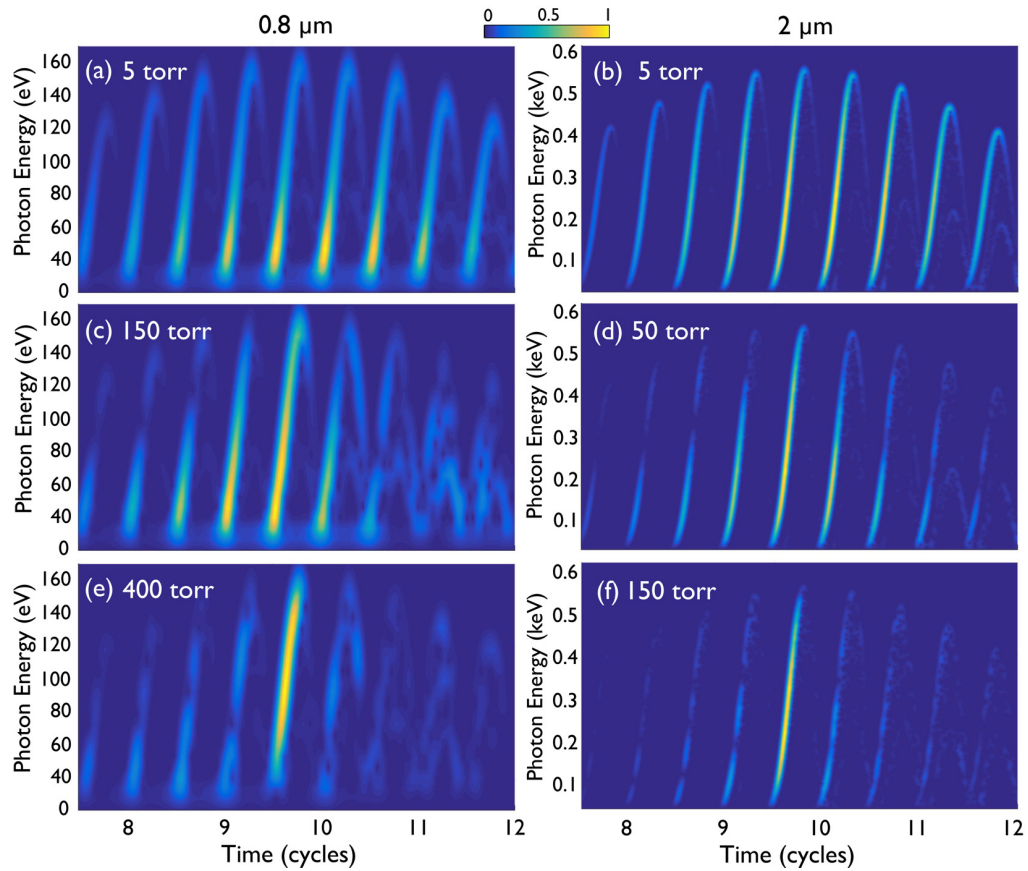 0.8 µm
0 0.5 1
2 µm
(a) 5 torr
160
120
100
80
60
40
0
Photon Energy (eV)
(b) 5 torr
0.6
0.5
0.4
0.3
0.2
0.1
Photon Energy (keV)
(c) 150 torr
160
120
100
80
60
40
0
Photon Energy (eV)
(d) 50 torr
0.6
0.5
0.4
0.3
0.2
0.1
Photon Energy (keV)
(e) 400 torr
160
140
120
100
80
60
40
0
Photon Energy (eV)
8 9 10 11 12
Time (cycles)
(f) 150 torr
0.6
0.5
0.4
0.3
0.2
0.1
Photon Energy (keV)
8 9 10 11 12
Time (cycles)